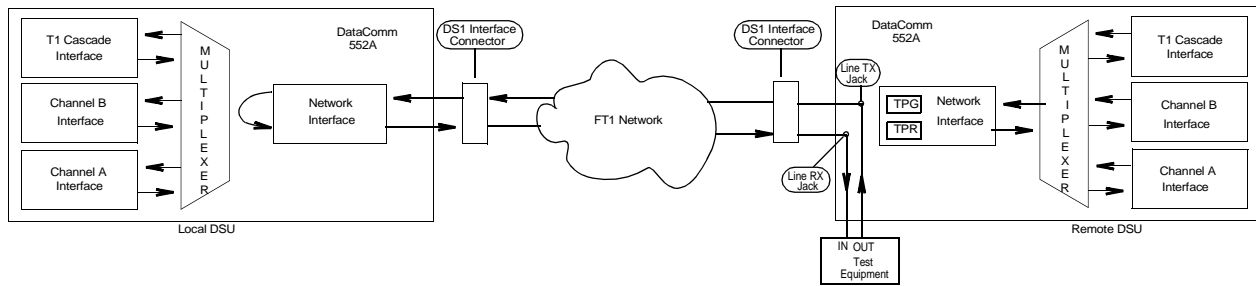 T1 Cascade
Interface
Channel B
Interface
Channel A
Interface
MULTIPLEXER
DataComm
552A
Network
Interface
Local DSU
DS1 Interface
Connector
FT1 Network
DS1 Interface
Connector
Line TX
Jack
Line RX
Jack
IN OUT
Test
Equipment
DataComm
552A
TPG
TPR
Network
Interface
MULTIPLEXER
T1 Cascade
Interface
Channel B
Interface
Channel A
Interface
Remote DSU